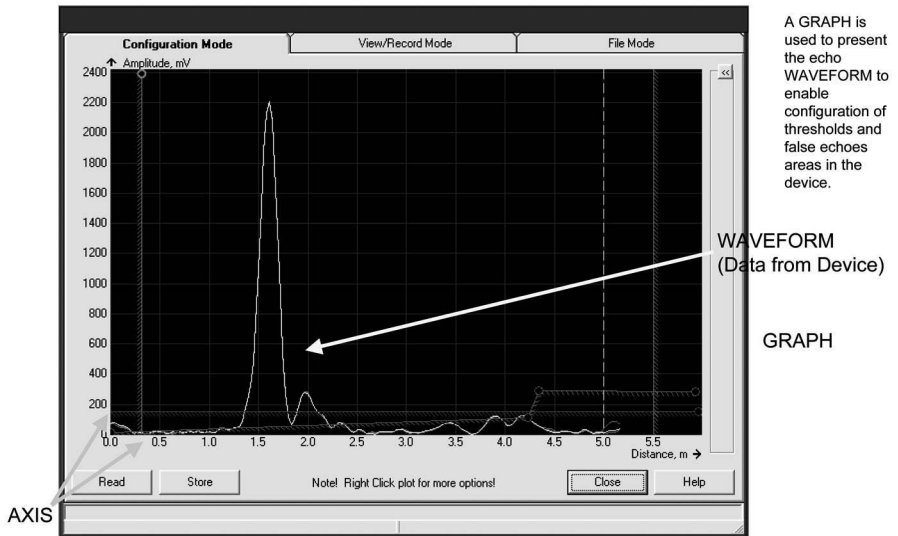 Configuration Mode
View/Record Mode
File Mode
Amplitude, mV
<<
2400
2200
2000
1800
1600
1400
1200
1000
800
600
400
200
0
0.0 0.5 1.0 1.5 2.0 2.5 3.0 3.5 4.0 4.5 5.0 5.5
Distance, m
Read
Store
Note! Right Click plot for more options!
Close
Help
A GRAPH is
used to present
the echo
WAVEFORM to
enable
configuration of
thresholds and
false echoes
areas in the
device.
WAVEFORM
(Data from Device)
GRAPH
AXIS